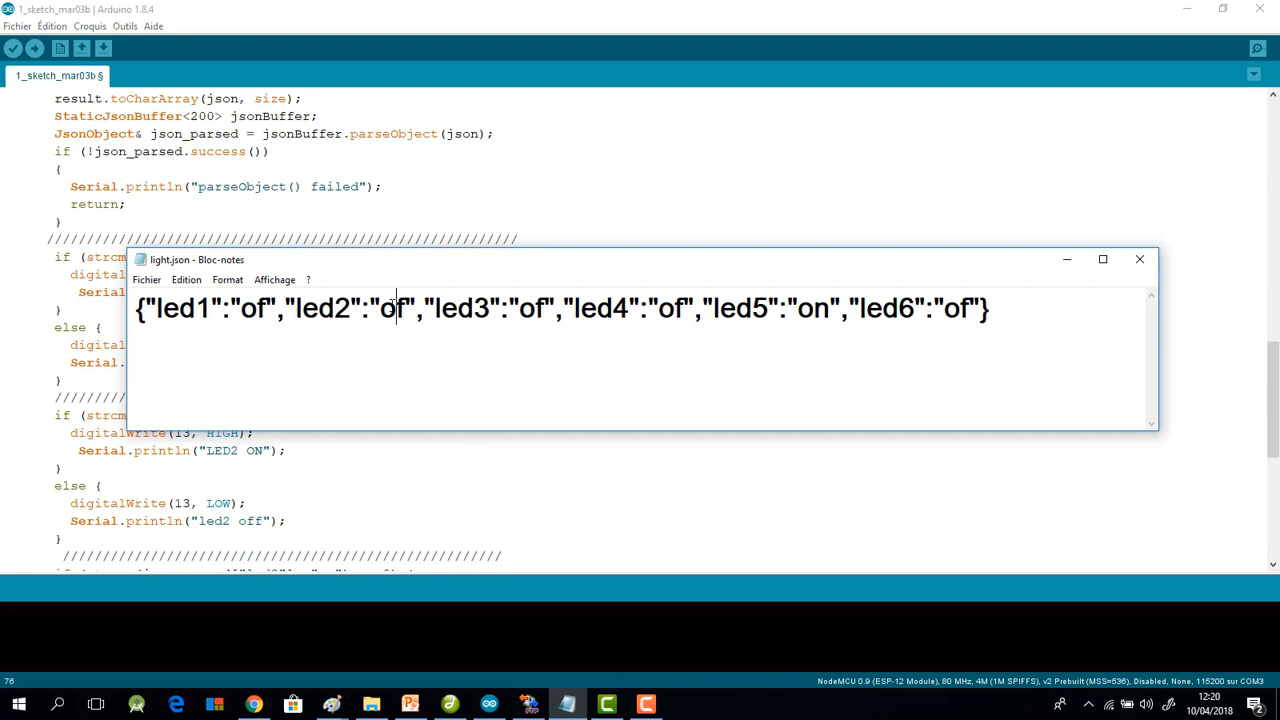 1_sketch_mar03b | Arduino 1.8.4
Fichier Édition Croquis Outils Aide
1_sketch_mar03b §
result.toCharArray(json, size);
StaticJsonBuffer<200> jsonBuffer;
JsonObject& json_parsed = jsonBuffer.parseObject(json);
if (!json_parsed.success())
{
Serial.println("parseObject() failed");
return;
}
///////////////////////////////////////////////////////////
if (strcm
light.json - Bloc-notes
digital
Fichier Edition Format Affichage ?
Serial
{"led1":"of","led2":"of","led3":"of","led4":"of","led5":"on","led6":"of"}
}
else {
digital
Serial.
}
/////////
if (strcm
digitalWrite(13, HIGH);
Serial.println("LED2 ON");
}
else {
digitalWrite(13, LOW);
Serial.println("led2 off");
}
///////////////////////////////////////////////////////
76
NodeMCU 0.9 (ESP-12 Module), 80 MHz, 4M (1M SPIFFS), v2 Prebuilt (MSS=536), Disabled, None, 115200 sur COM3
12:20
10/04/2018
2